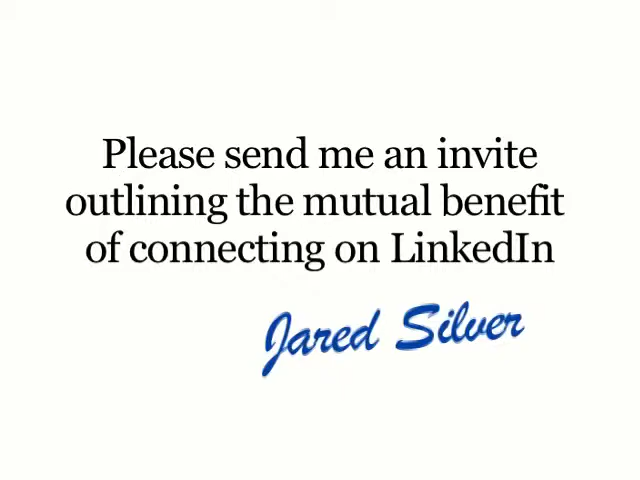 Please send me an invite
outlining the mutual benefit
of connecting on LinkedIn
Jared Silver